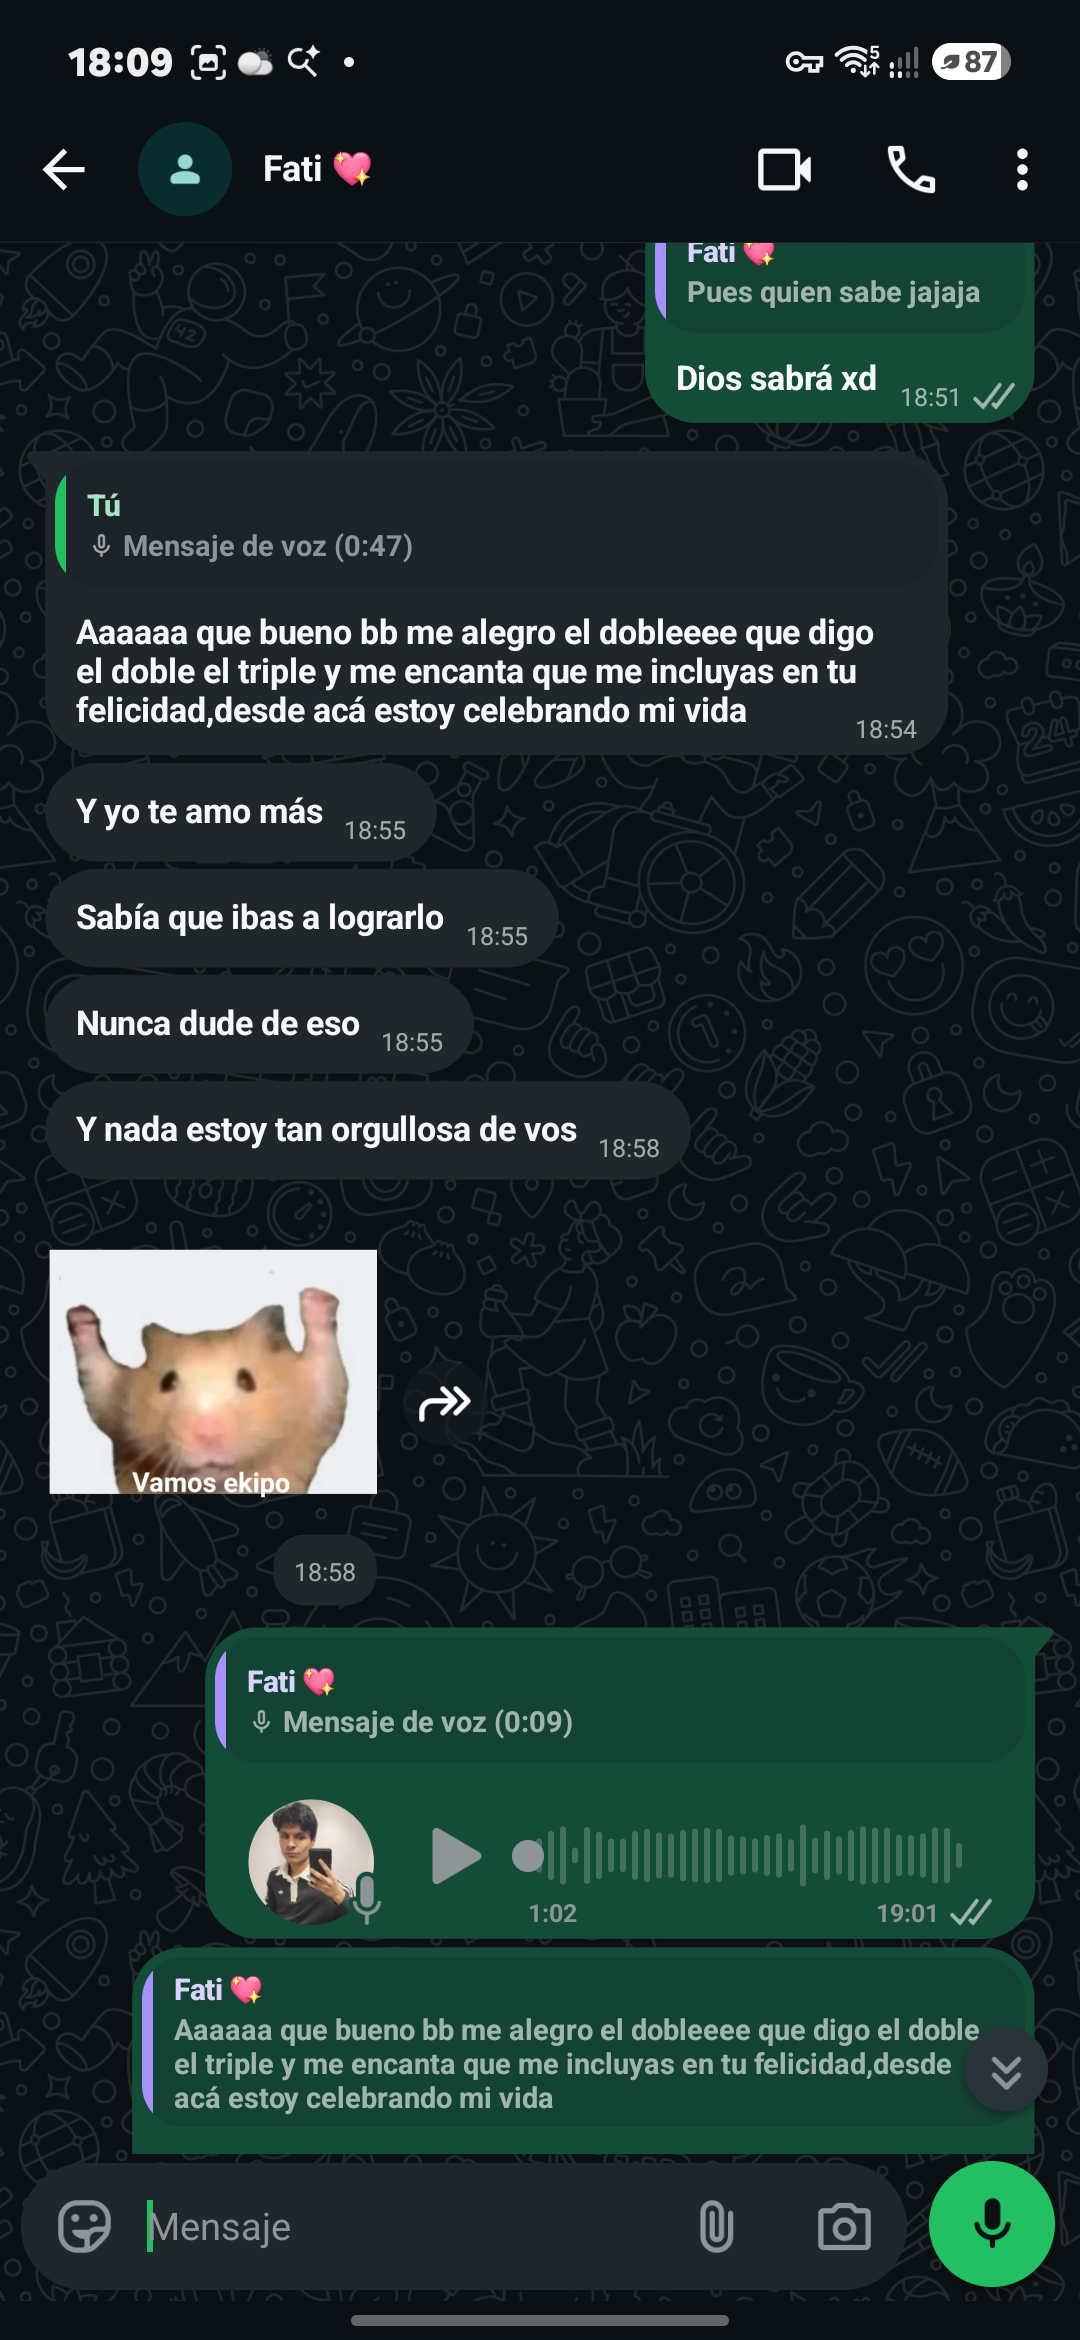 18:09
5
87
Fati 💖
Fati 💖
Pues quien sabe jajaja
Dios sabrá xd
18:51
Tú
Mensaje de voz (0:47)
Aaaaaa que bueno bb me alegro el dobleeee que digo
el doble el triple y me encanta que me incluyas en tu
felicidad,desde acá estoy celebrando mi vida
18:54
Y yo te amo más
18:55
Sabía que ibas a lograrlo
18:55
Nunca dude de eso
18:55
Y nada estoy tan orgullosa de vos
18:58
Vamos ekipo
18:58
Fati 💖
Mensaje de voz (0:09)
1:02
19:01
Fati 💖
Aaaaaa que bueno bb me alegro el dobleeee que digo el doble
el triple y me encanta que me incluyas en tu felicidad,desde
acá estoy celebrando mi vida
Mensaje